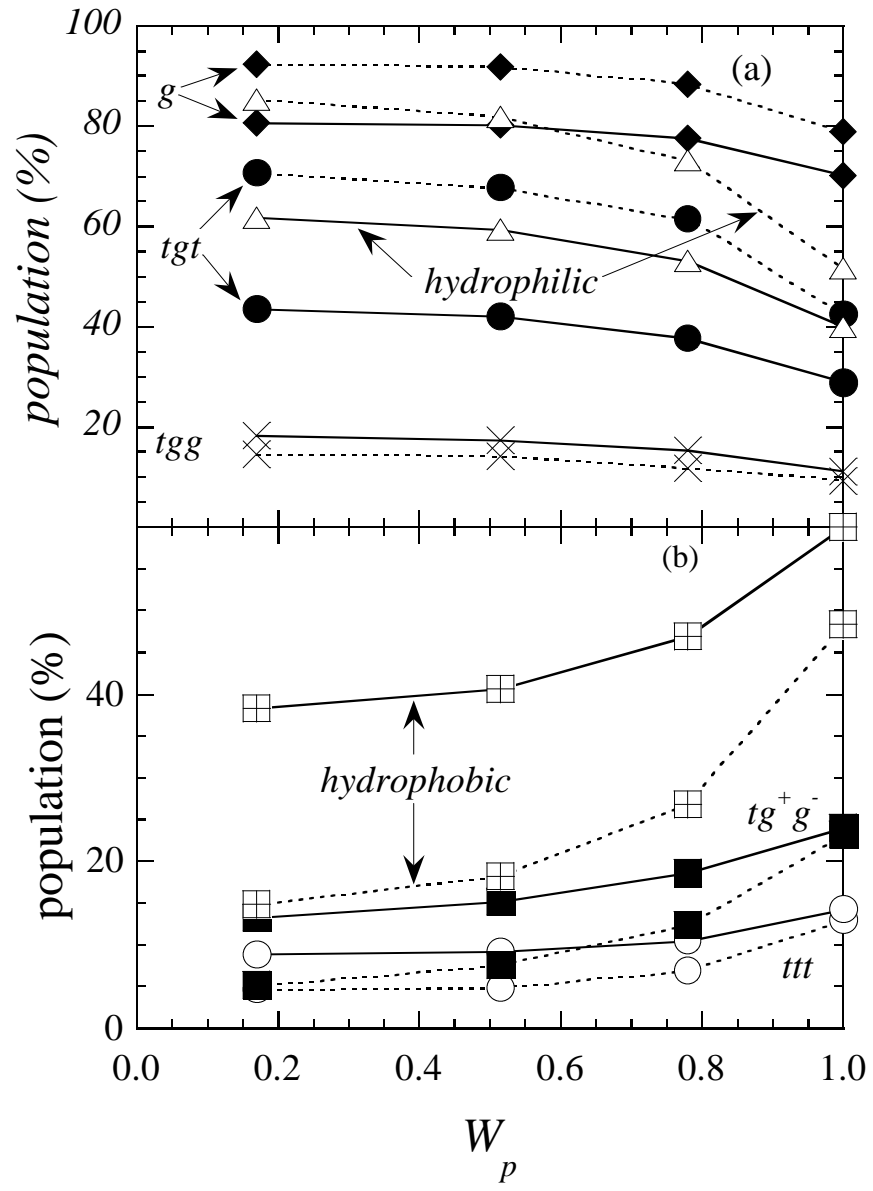 100
(a)
g
80
population (%)
60
tgt
hydrophilic
40
20
tgg
(b)
population (%)
40
hydrophobic
tg⁺g⁻
20
ttt
0
0.0 0.2 0.4 0.6 0.8 1.0
Wₚ